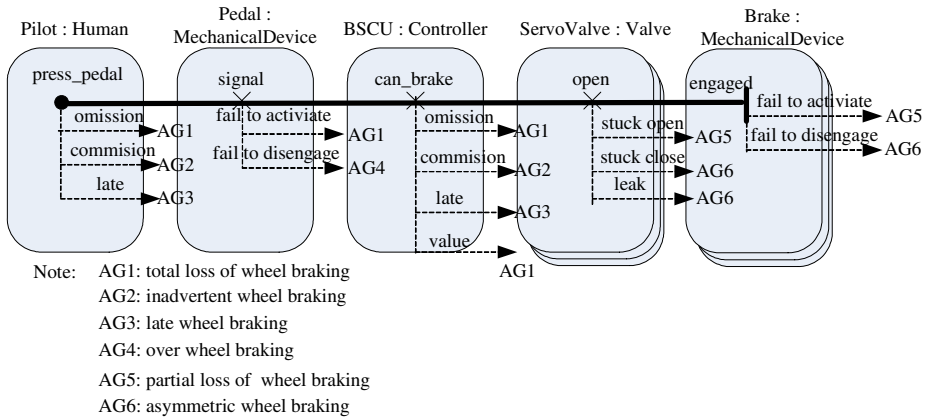 Pilot : Human
Pedal :
MechanicalDevice
BSCU : Controller
ServoValve : Valve
Brake :
MechanicalDevice
press_pedal
omission
AG1
commision
AG2
late
AG3
signal
fail to activiate
AG1
fail to disengage
AG4
can_brake
omission
AG1
commision
AG2
late
AG3
value
AG1
open
stuck open
AG5
stuck close
AG6
leak
AG6
engaged
fail to activiate
AG5
fail to disengage
AG6
Note: AG1: total loss of wheel braking
AG2: inadvertent wheel braking
AG3: late wheel braking
AG4: over wheel braking
AG5: partial loss of wheel braking
AG6: asymmetric wheel braking